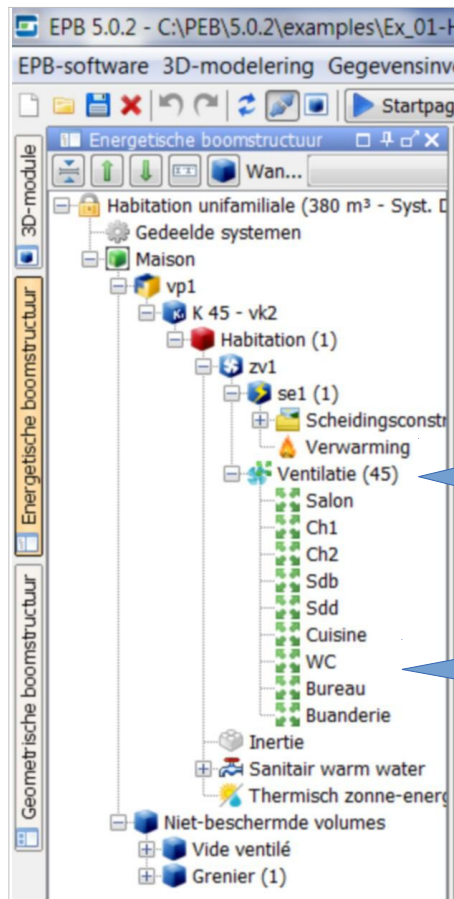 EPB 5.0.2 - C:\PEB\5.0.2\examples\Ex_01-H
EPB-software 3D-modelering Gegevensinv
Startpag
Energetische boomstructuur
Wan...
3D-module
Energetische boomstructuur
Geometrische boomstructuur
Habitation unifamiliale (380 m³ - Syst. D
Gedeelde systemen
Maison
vp1
K 45 - vk2
Habitation (1)
zv1
se1 (1)
Scheidingsconstr
Verwarming
Ventilatie (45)
Salon
Ch1
Ch2
Sdb
Sdd
Cuisine
WC
Bureau
Buanderie
Inertie
Sanitair warm water
Thermisch zonne-energ
Niet-beschermde volumes
Vide ventilé
Grenier (1)